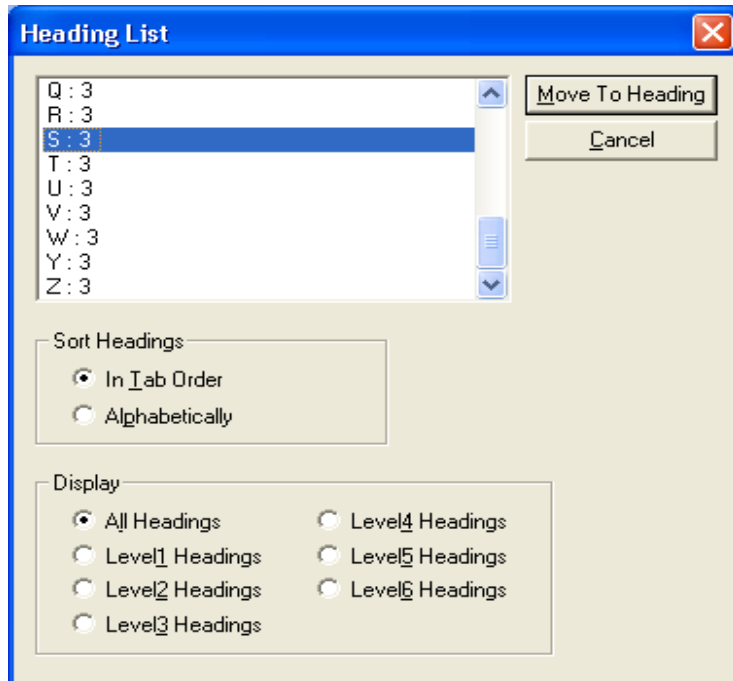 Heading List
Q : 3
R : 3
S : 3
T : 3
U : 3
V : 3
W : 3
Y : 3
Z : 3
Move To Heading
Cancel
Sort Headings
In Tab Order
Alphabetically
Display
All Headings
Level1 Headings
Level2 Headings
Level3 Headings
Level4 Headings
Level5 Headings
Level6 Headings